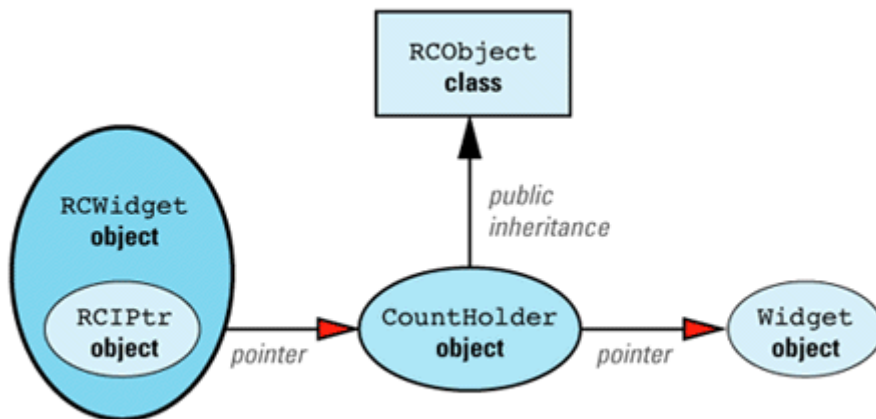 RCObject
class
RCWidget
object
public
inheritance
RCIPtr
object
pointer
CountHolder
object
pointer
Widget
object